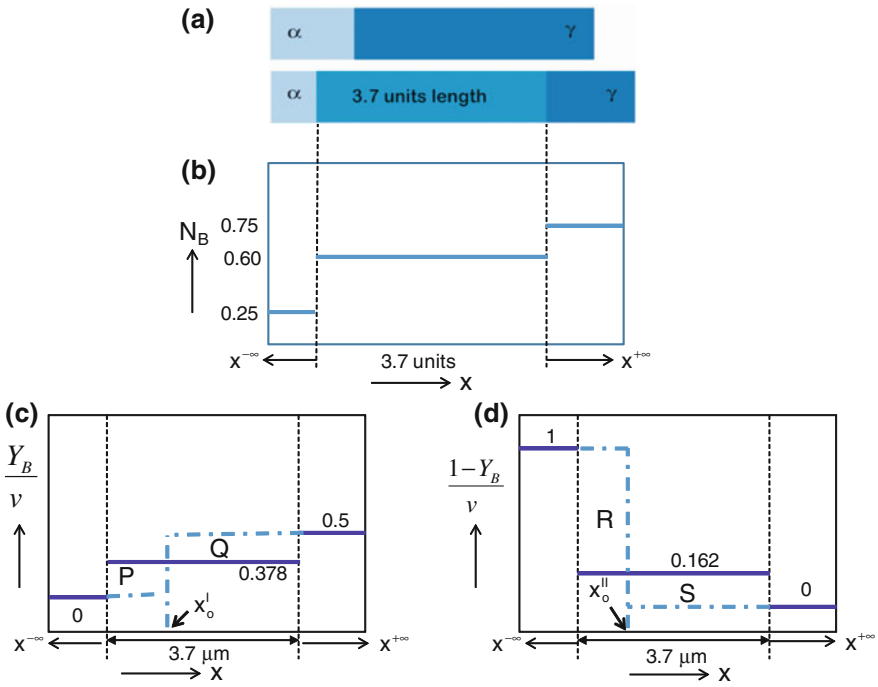 (a)
α γ
α 3.7 units length γ
(b)
N_B
0.75
0.60
0.25
x^{-∞} 3.7 units x^{+∞}
x
(c)
Y_B
v
P Q
0 0.378 0.5
x_o^I
x^{-∞} 3.7 μm x^{+∞}
x
(d)
1-Y_B
v
1
R
0.162
S 0
x_o^{II}
x^{-∞} 3.7 μm x^{+∞}
x